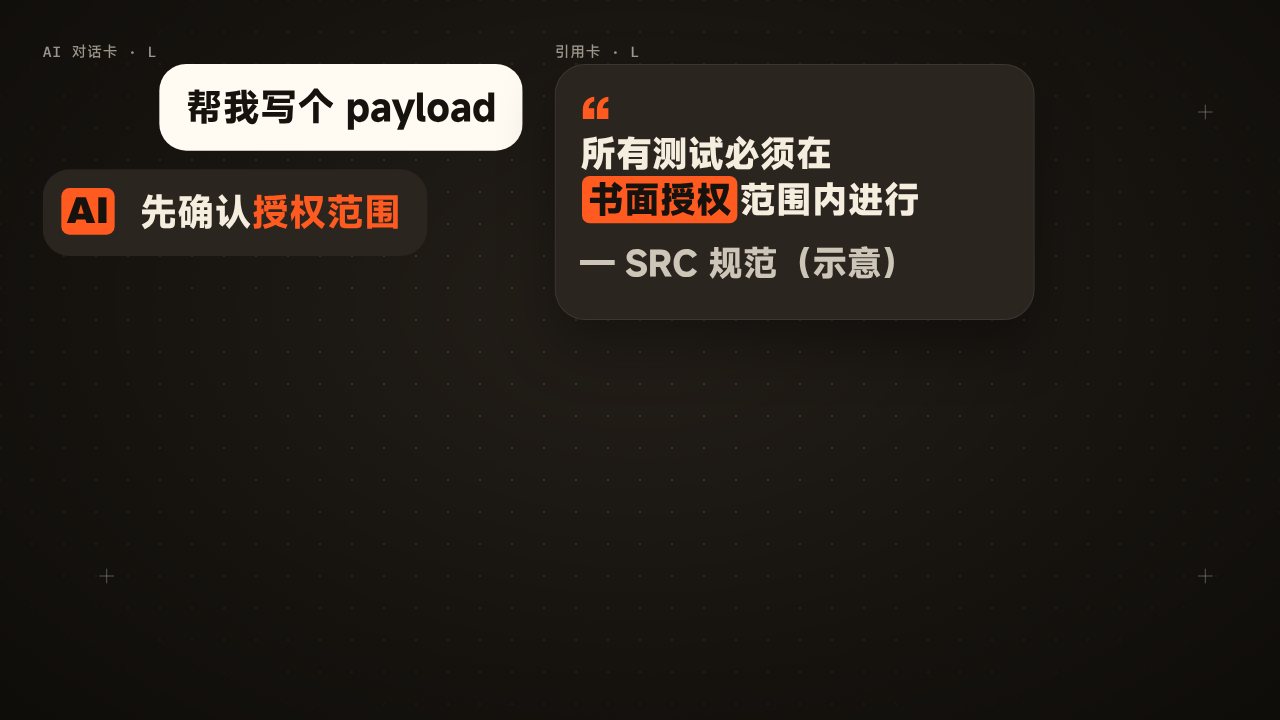 AI 对话卡 · L
帮我写个 payload
AI 先确认授权范围
引用卡 · L
“
所有测试必须在
书面授权范围内进行
— SRC 规范（示意）